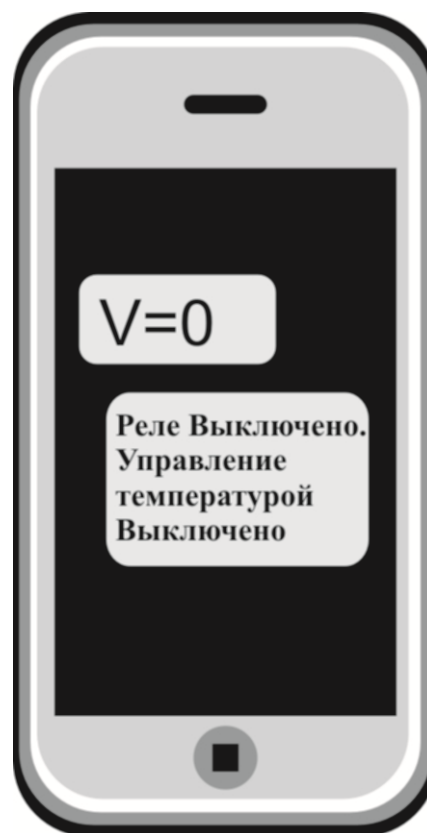 V=0
Реле Выключено.
Управление
температурой
Выключено